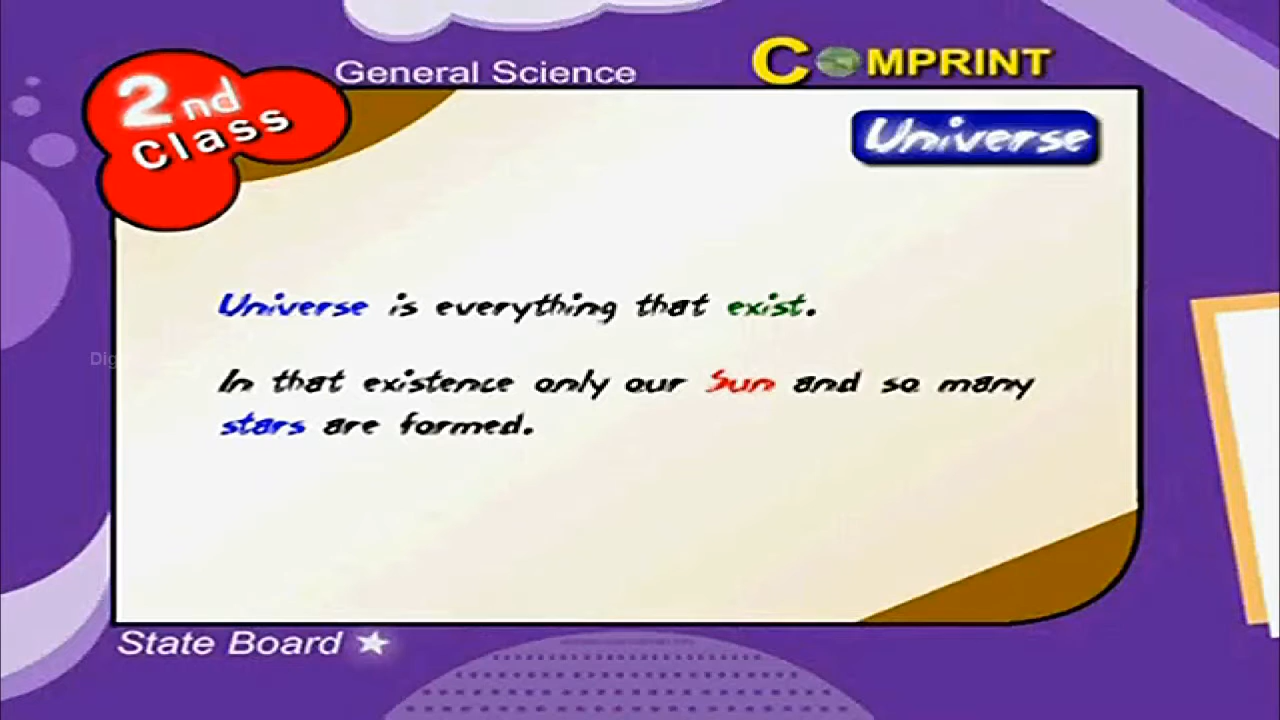 General Science
COMPRINT
2nd
Class
Universe
Universe is everything that exist.
In that existence only our Sun and so many
stars are formed.
State Board